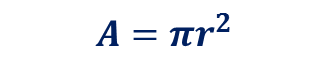 A = πr²